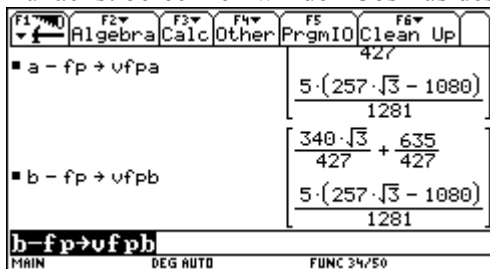 F1 F2 F3 F4 F5 F6
Algebra Calc Other PrgmIO Clean Up
427
a - fp → vfpa
5·(257·√3 - 1080)
1281
340·√3 635
427 + 427
b - fp → vfpb
5·(257·√3 - 1080)
1281
b-fp→vfpb
MAIN DEG AUTO FUNC 34/50